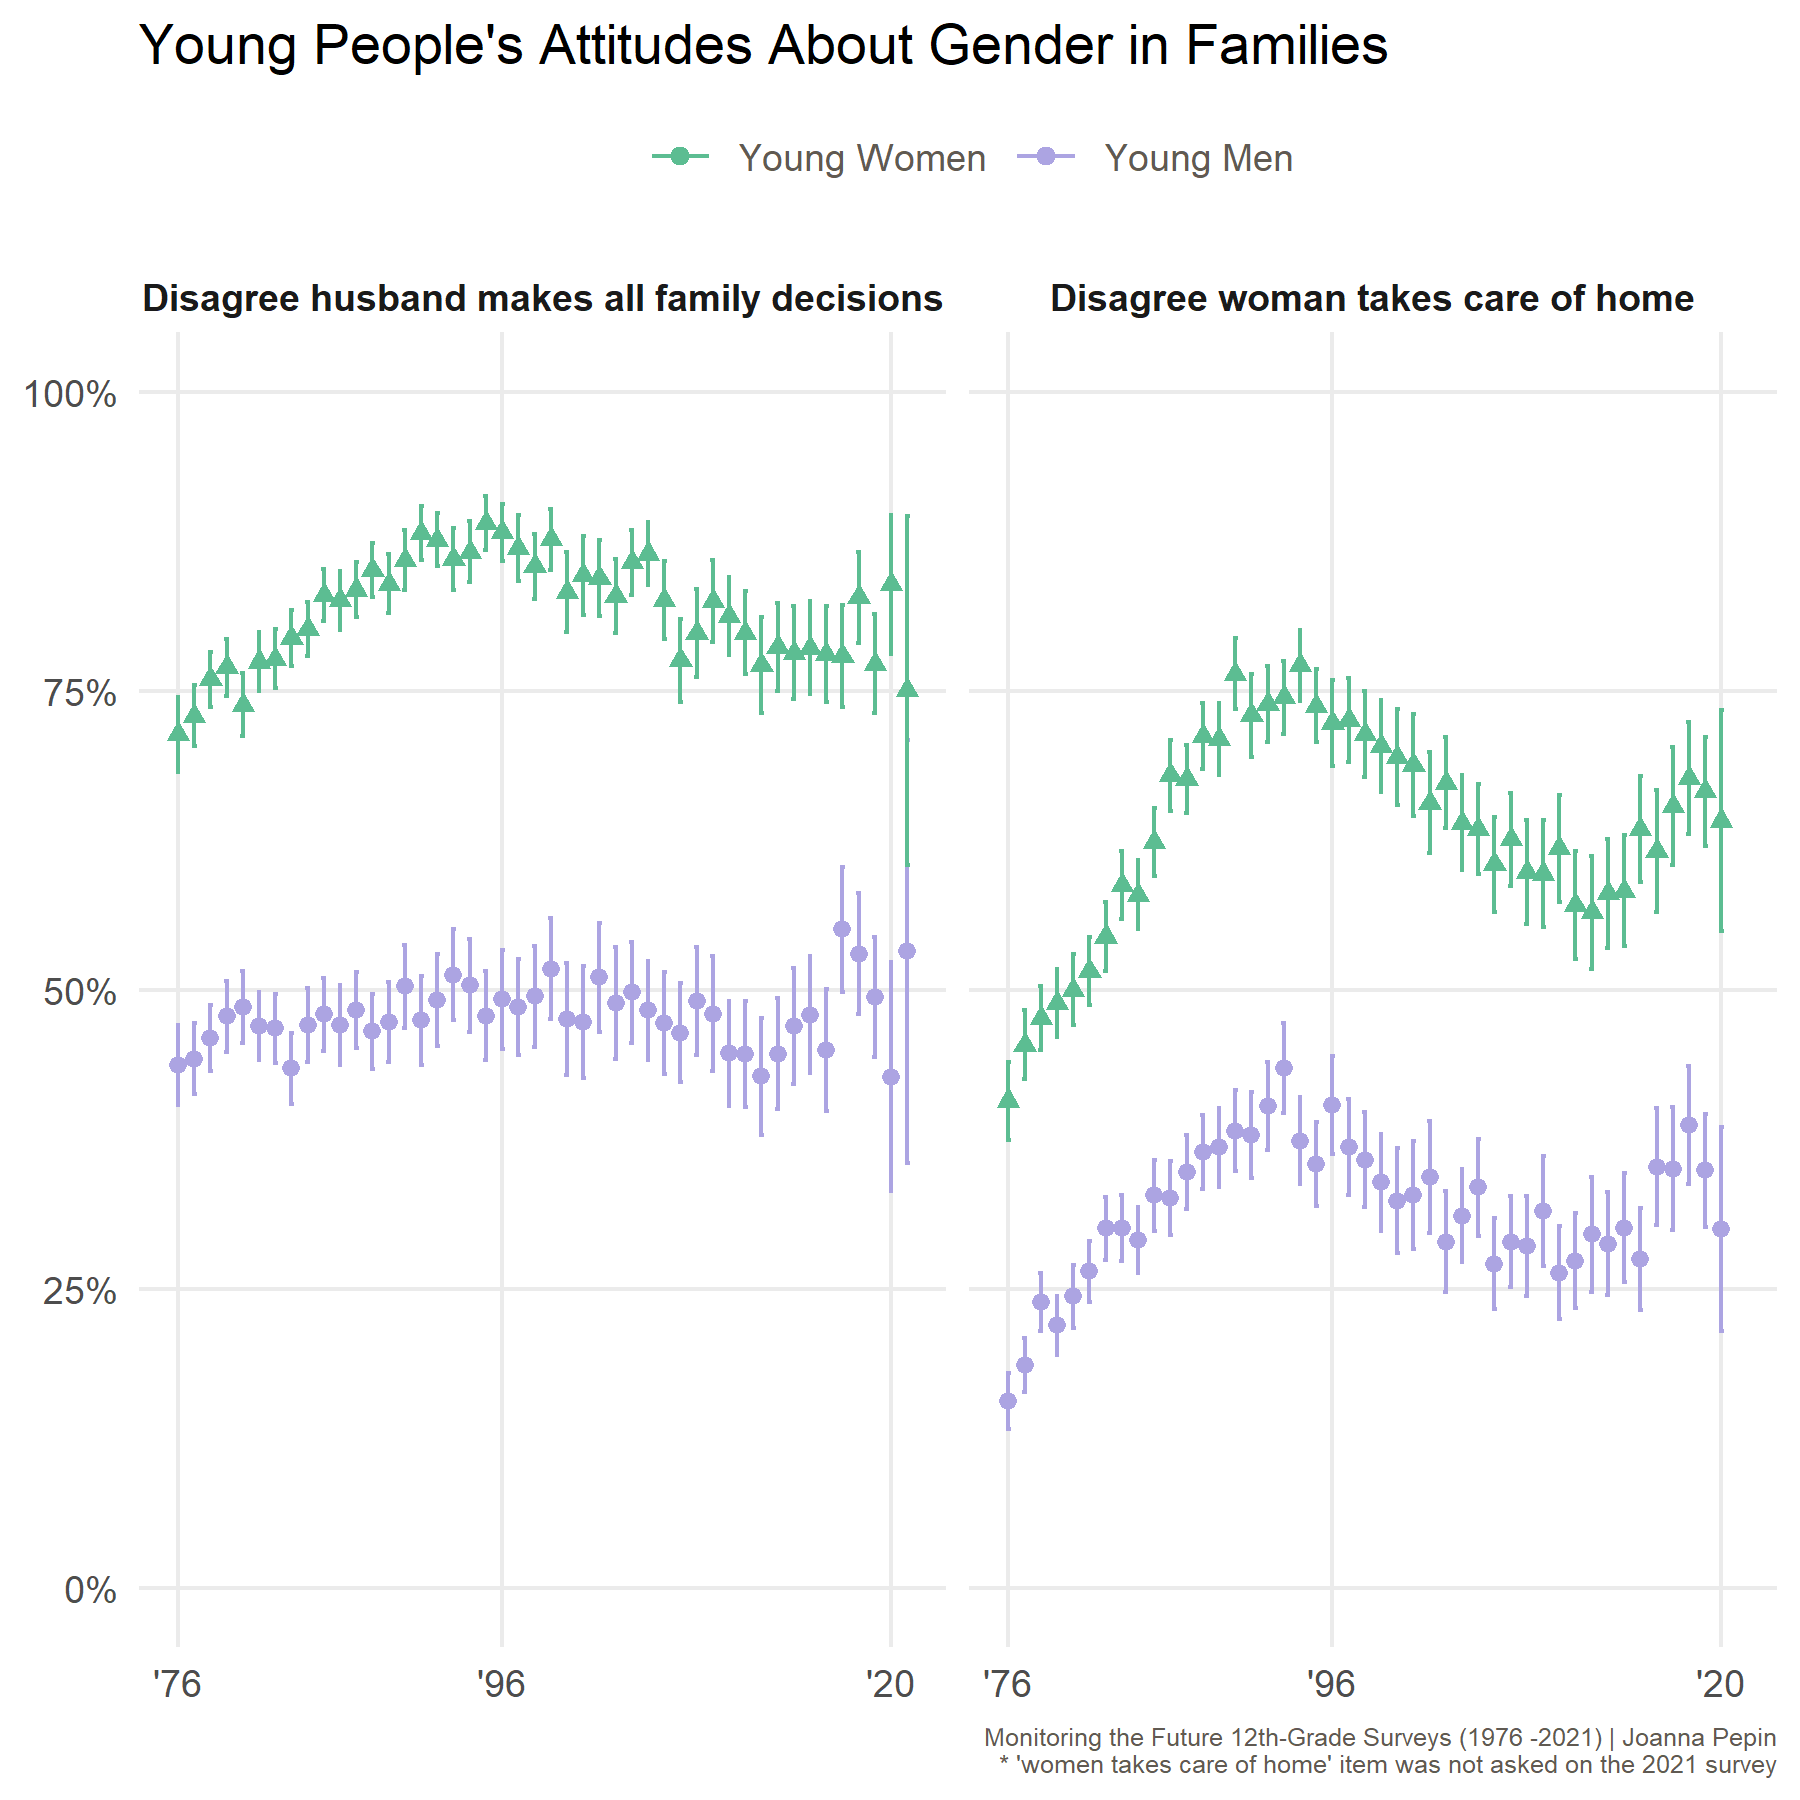 Young People's Attitudes About Gender in Families
Young Women
Young Men
Disagree husband makes all family decisions
Disagree woman takes care of home
100%
75%
50%
25%
0%
'76
'96
'20
'76
'96
'20
Monitoring the Future 12th-Grade Surveys (1976 -2021) | Joanna Pepin
* 'women takes care of home' item was not asked on the 2021 survey